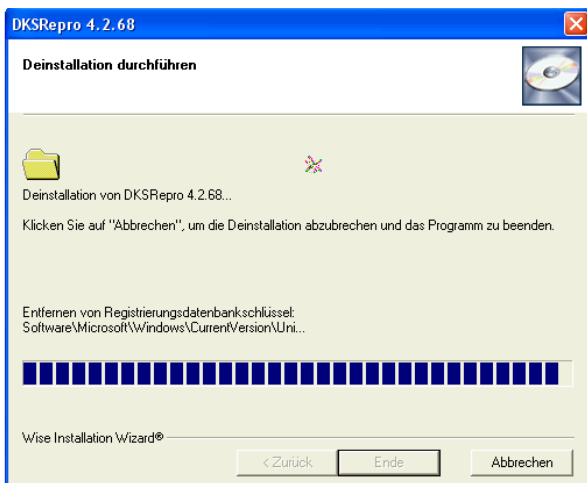 DKSRepro 4.2.68
Deinstallation durchführen
Deinstallation von DKSRepro 4.2.68...
Klicken Sie auf "Abbrechen", um die Deinstallation abzubrechen und das Programm zu beenden.
Entfernen von Registrierungsdatenbankschlüssel:
Software\Microsoft\Windows\CurrentVersion\Uni...
Wise Installation Wizard®
< Zurück Ende Abbrechen